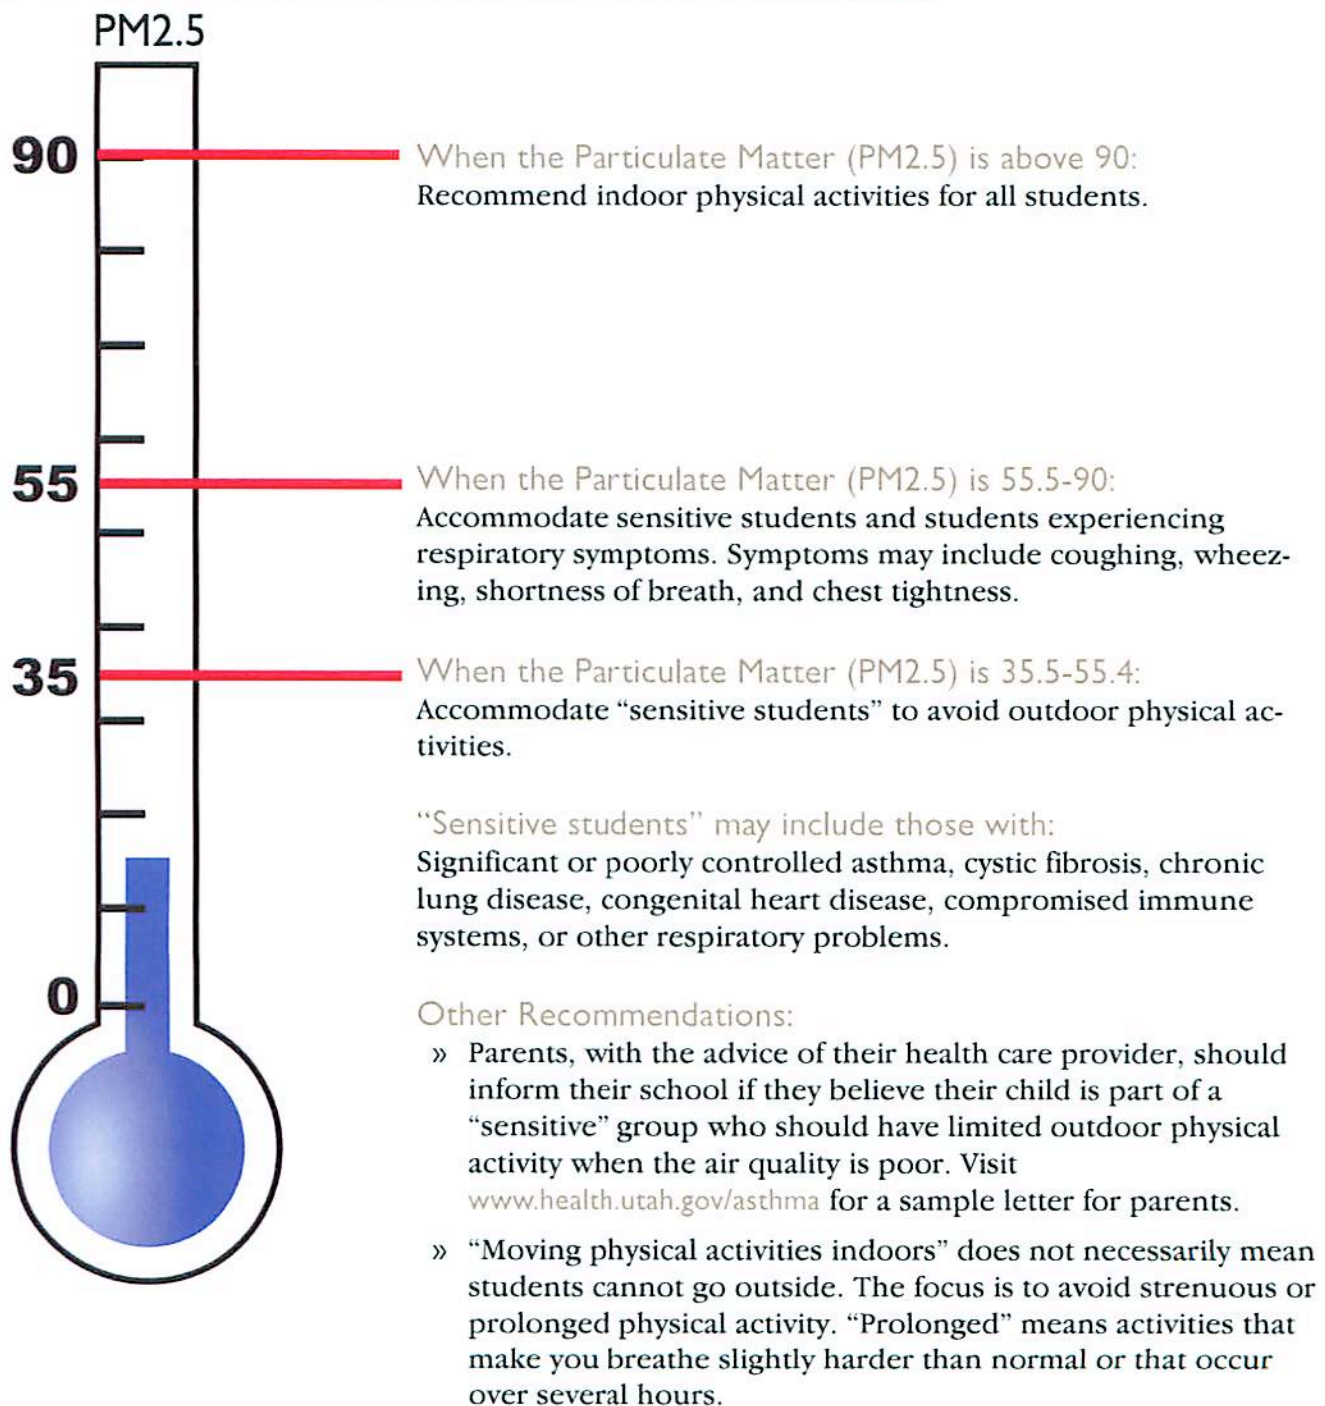 PM2.5
90
When the Particulate Matter (PM2.5) is above 90:
Recommend indoor physical activities for all students.
55
When the Particulate Matter (PM2.5) is 55.5-90:
Accommodate sensitive students and students experiencing
respiratory symptoms. Symptoms may include coughing, wheez-
ing, shortness of breath, and chest tightness.
35
When the Particulate Matter (PM2.5) is 35.5-55.4:
Accommodate “sensitive students” to avoid outdoor physical ac-
tivities.
“Sensitive students” may include those with:
Significant or poorly controlled asthma, cystic fibrosis, chronic
lung disease, congenital heart disease, compromised immune
systems, or other respiratory problems.
0
Other Recommendations:
» Parents, with the advice of their health care provider, should
inform their school if they believe their child is part of a
“sensitive” group who should have limited outdoor physical
activity when the air quality is poor. Visit
www.health.utah.gov/asthma for a sample letter for parents.
» “Moving physical activities indoors” does not necessarily mean
students cannot go outside. The focus is to avoid strenuous or
prolonged physical activity. “Prolonged” means activities that
make you breathe slightly harder than normal or that occur
over several hours.